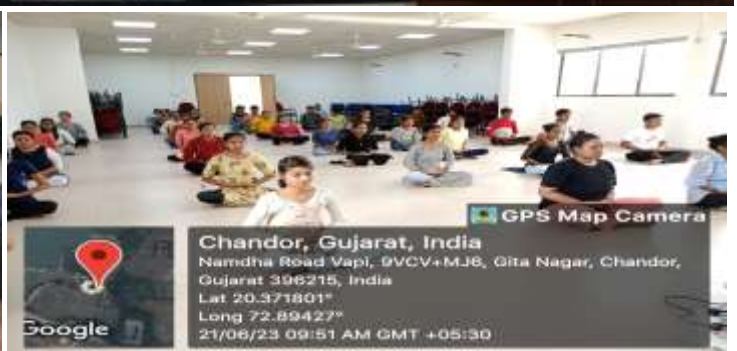 GPS Map Camera
Chandor, Gujarat, India
Namdha Road Vapi, 9VCV+MJ6, Gita Nagar, Chandor,
Gujarat 396215, India
Lat 20.371801°
Long 72.89427°
21/06/23 09:51 AM GMT +05:30
Google